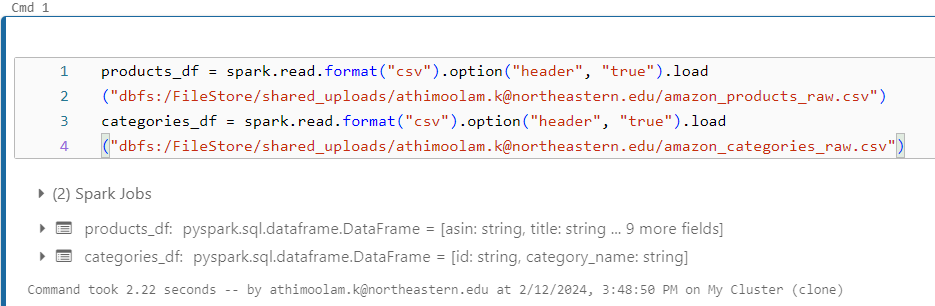 Cmd 1
1 products_df = spark.read.format("csv").option("header", "true").load
2 ("dbfs:/FileStore/shared_uploads/athimoolam.k@northeastern.edu/amazon_products_raw.csv")
3 categories_df = spark.read.format("csv").option("header", "true").load
4 ("dbfs:/FileStore/shared_uploads/athimoolam.k@northeastern.edu/amazon_categories_raw.csv")
(2) Spark Jobs
products_df: pyspark.sql.dataframe.DataFrame = [asin: string, title: string ... 9 more fields]
categories_df: pyspark.sql.dataframe.DataFrame = [id: string, category_name: string]
Command took 2.22 seconds -- by athimoolam.k@northeastern.edu at 2/12/2024, 3:48:50 PM on My Cluster (clone)